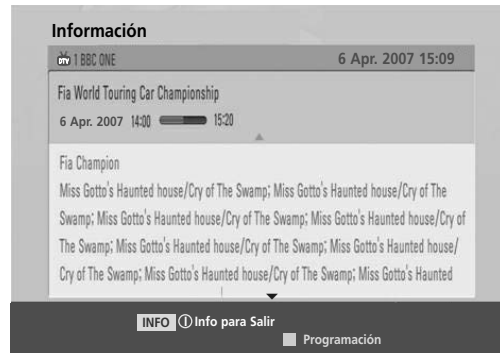 Información
DTV 1 BBC ONE 6 Apr. 2007 15:09
Fia World Touring Car Championship
6 Apr. 2007 14:00 15:20
Fia Champion
Miss Gotto's Haunted house/Cry of The Swamp; Miss Gotto's Haunted house/Cry of The
Swamp; Miss Gotto's Haunted house/Cry of The Swamp; Miss Gotto's Haunted house/Cry of
The Swamp; Miss Gotto's Haunted house/Cry of The Swamp; Miss Gotto's Haunted house/
Cry of The Swamp; Miss Gotto's Haunted house/Cry of The Swamp; Miss Gotto's Haunted
INFO ⓘ Info para Salir
Programación